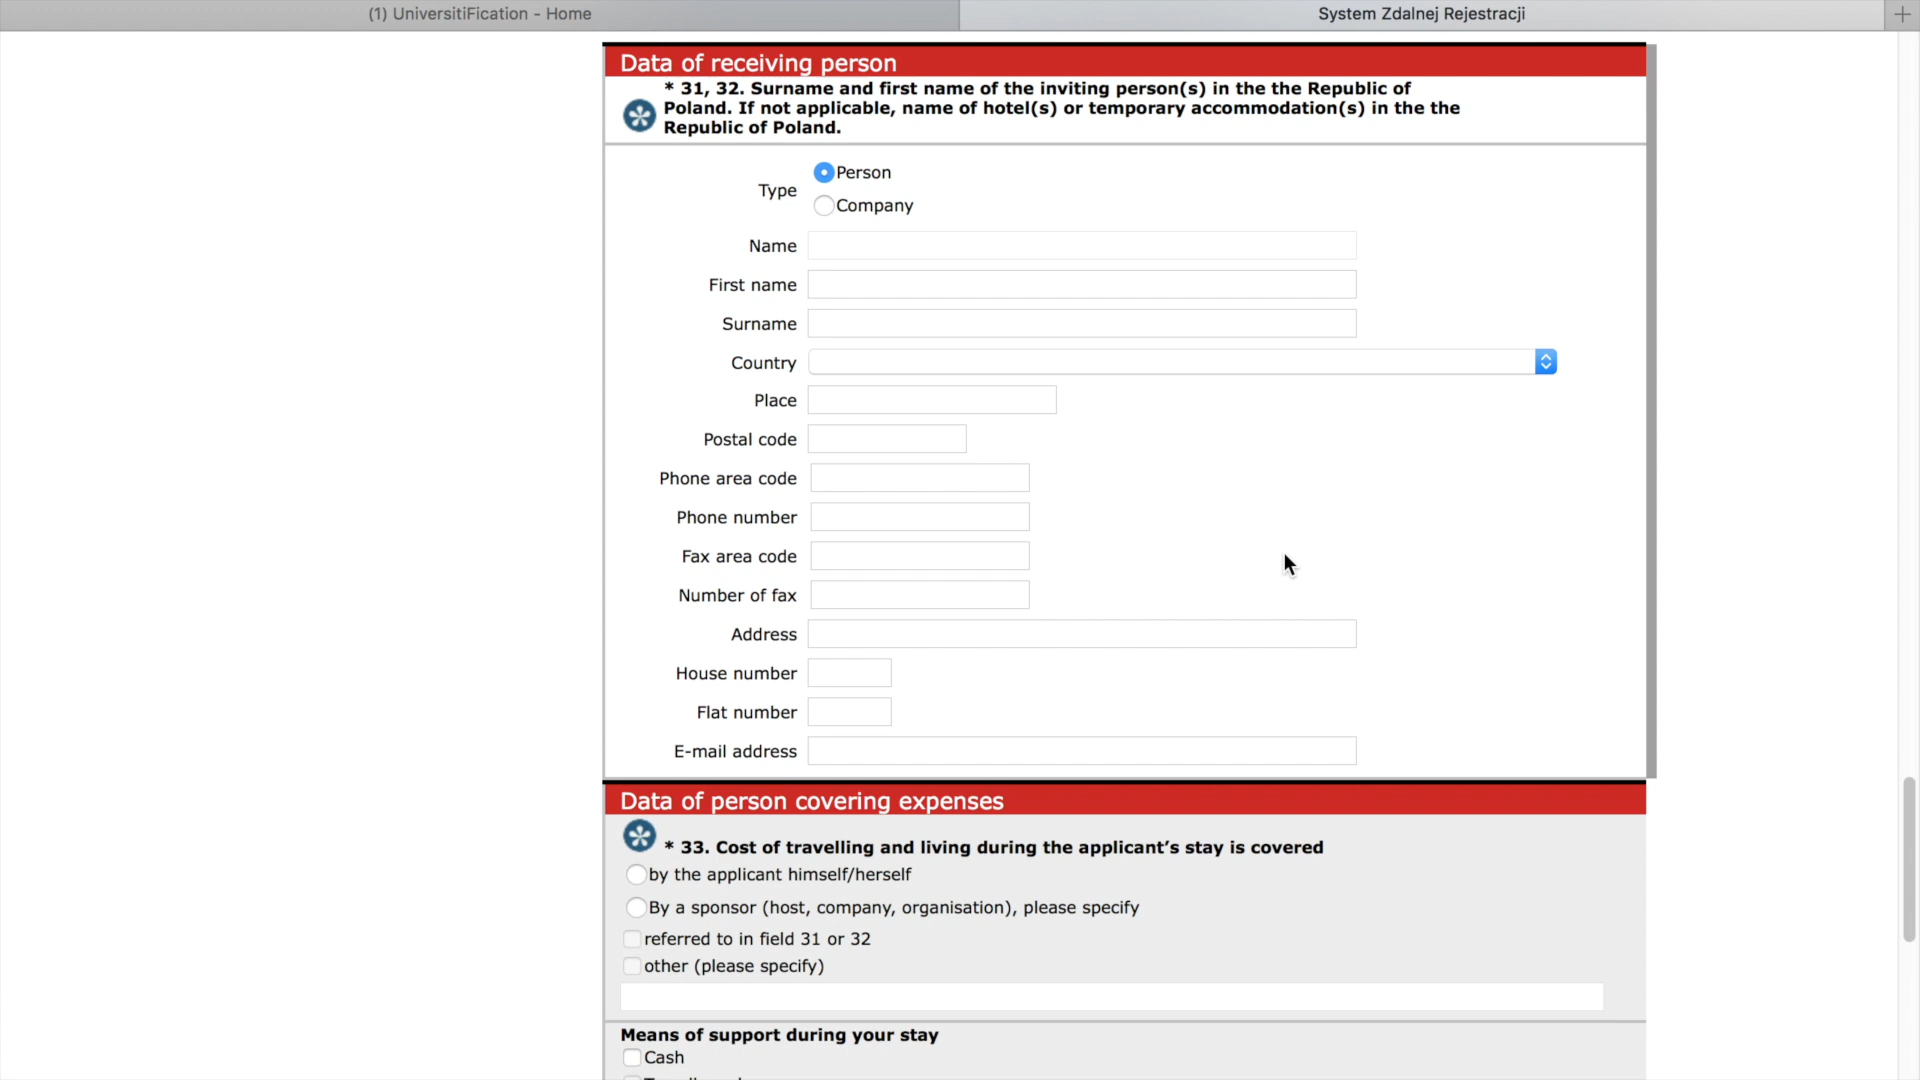 (1) UniversitiFication - Home
System Zdalnej Rejestracji
Data of receiving person
* 31, 32. Surname and first name of the inviting person(s) in the the Republic of
Poland. If not applicable, name of hotel(s) or temporary accommodation(s) in the the
Republic of Poland.
Type
Person
Company
Name
First name
Surname
Country
Place
Postal code
Phone area code
Phone number
Fax area code
Number of fax
Address
House number
Flat number
E-mail address
Data of person covering expenses
* 33. Cost of travelling and living during the applicant's stay is covered
by the applicant himself/herself
By a sponsor (host, company, organisation), please specify
referred to in field 31 or 32
other (please specify)
Means of support during your stay
Cash